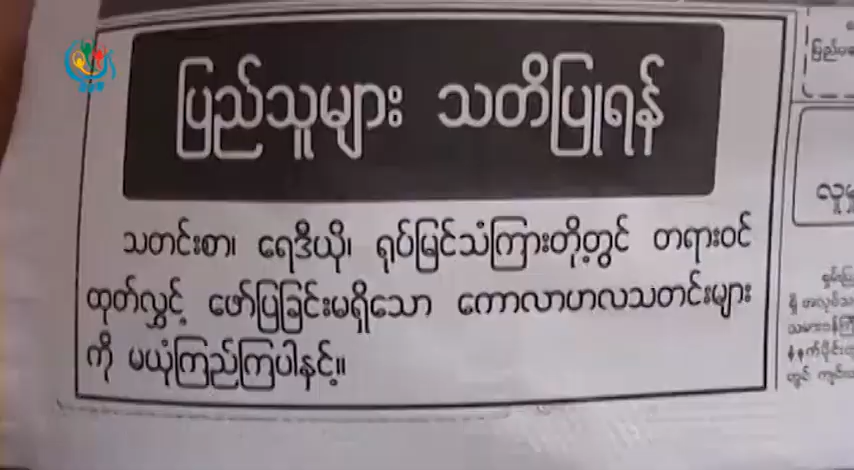 ပြည်သူများ သတိပြုရန်
သတင်းစာ၊ ရေဒီယို၊ ရုပ်မြင်သံကြားတို့တွင် တရားဝင်
ထုတ်လွှင့် ဖော်ပြခြင်းမရှိသော ကောလာဟလသတင်းများ
ကို မယုံကြည်ကြပါနှင့်။